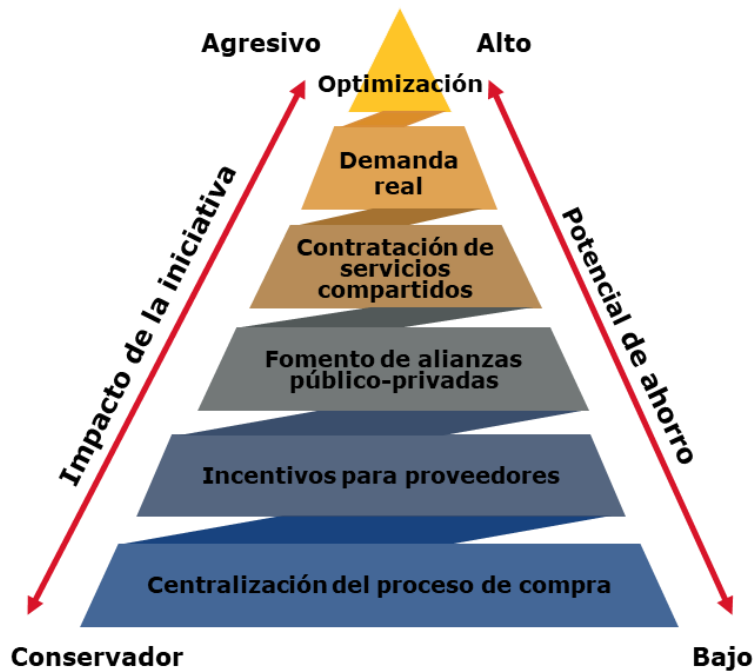 Agresivo
Alto
Optimización
Demanda
real
Impacto de la iniciativa
Potencial de ahorro
Contratación de
servicios
compartidos
Fomento de alianzas
público-privadas
Incentivos para proveedores
Centralización del proceso de compra
Conservador
Bajo